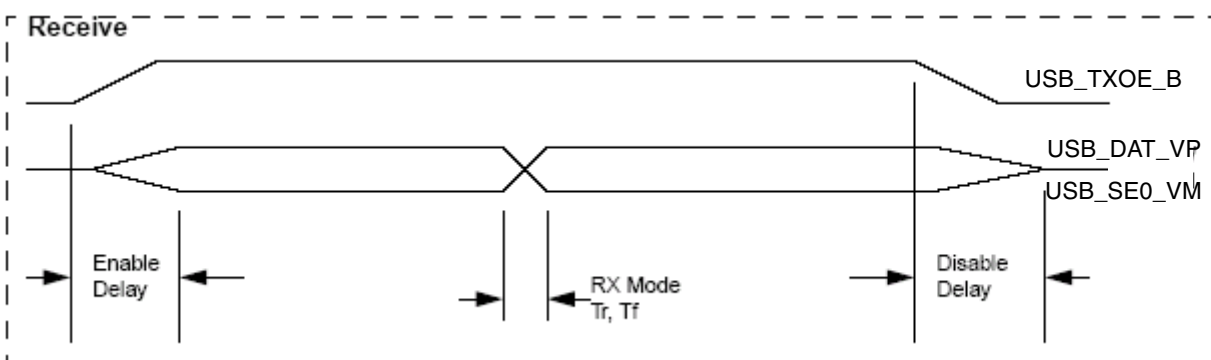 Receive
USB_TXOE_B
USB_DAT_VP
USB_SE0_VM
Enable
Delay
RX Mode
Tr, Tf
Disable
Delay